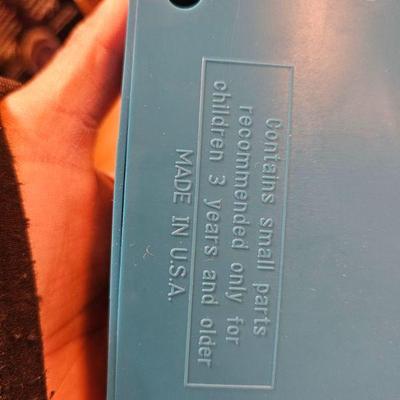 Contains small parts
recommended only for
children 3 years and older
MADE IN U.S.A.